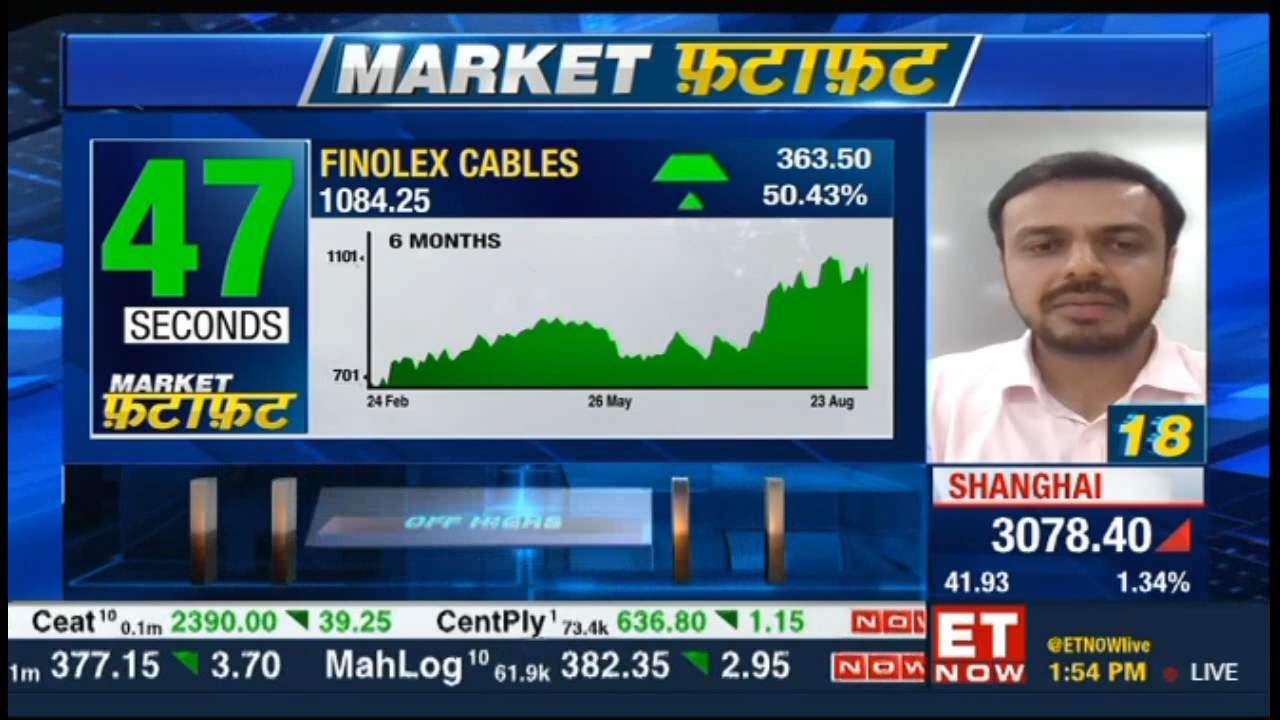 MARKET फ़टाफ़ट
47
SECONDS
MARKET
फ़टाफ़ट
FINOLEX CABLES
1084.25
363.50
50.43%
6 MONTHS
1101
701
24 Feb
26 May
23 Aug
18
OFF HIGHS
SHANGHAI
3078.40
41.93 1.34%
Ceat 10 0.1m 2390.00 39.25 CentPly 1 73.4k 636.80 1.15 NOW
1m 377.15 3.70 MahLog 10 61.9k 382.35 2.95 NOW
ET
NOW
@ETNOWlive
1:54 PM LIVE